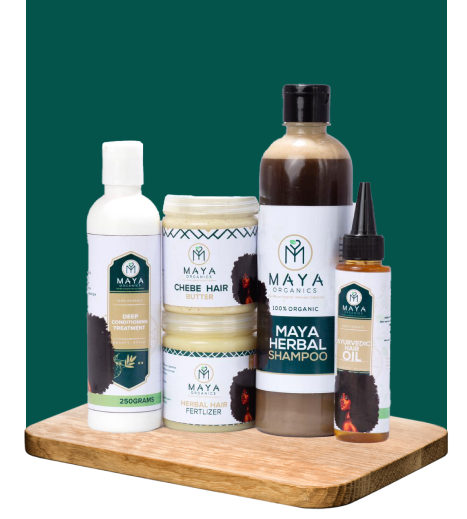 MAYA
ORGANICS
DEEP
CONDITIONING
TREATMENT
250GRAMS
MAYA
ORGANICS
CHEBE HAIR
BUTTER
MAYA
ORGANICS
HERBAL HAIR
FERTLIZER
MAYA
ORGANICS
100% ORGANIC
MAYA
HERBAL
SHAMPOO
MAYA
AYURVEDIC
HAIR
OIL